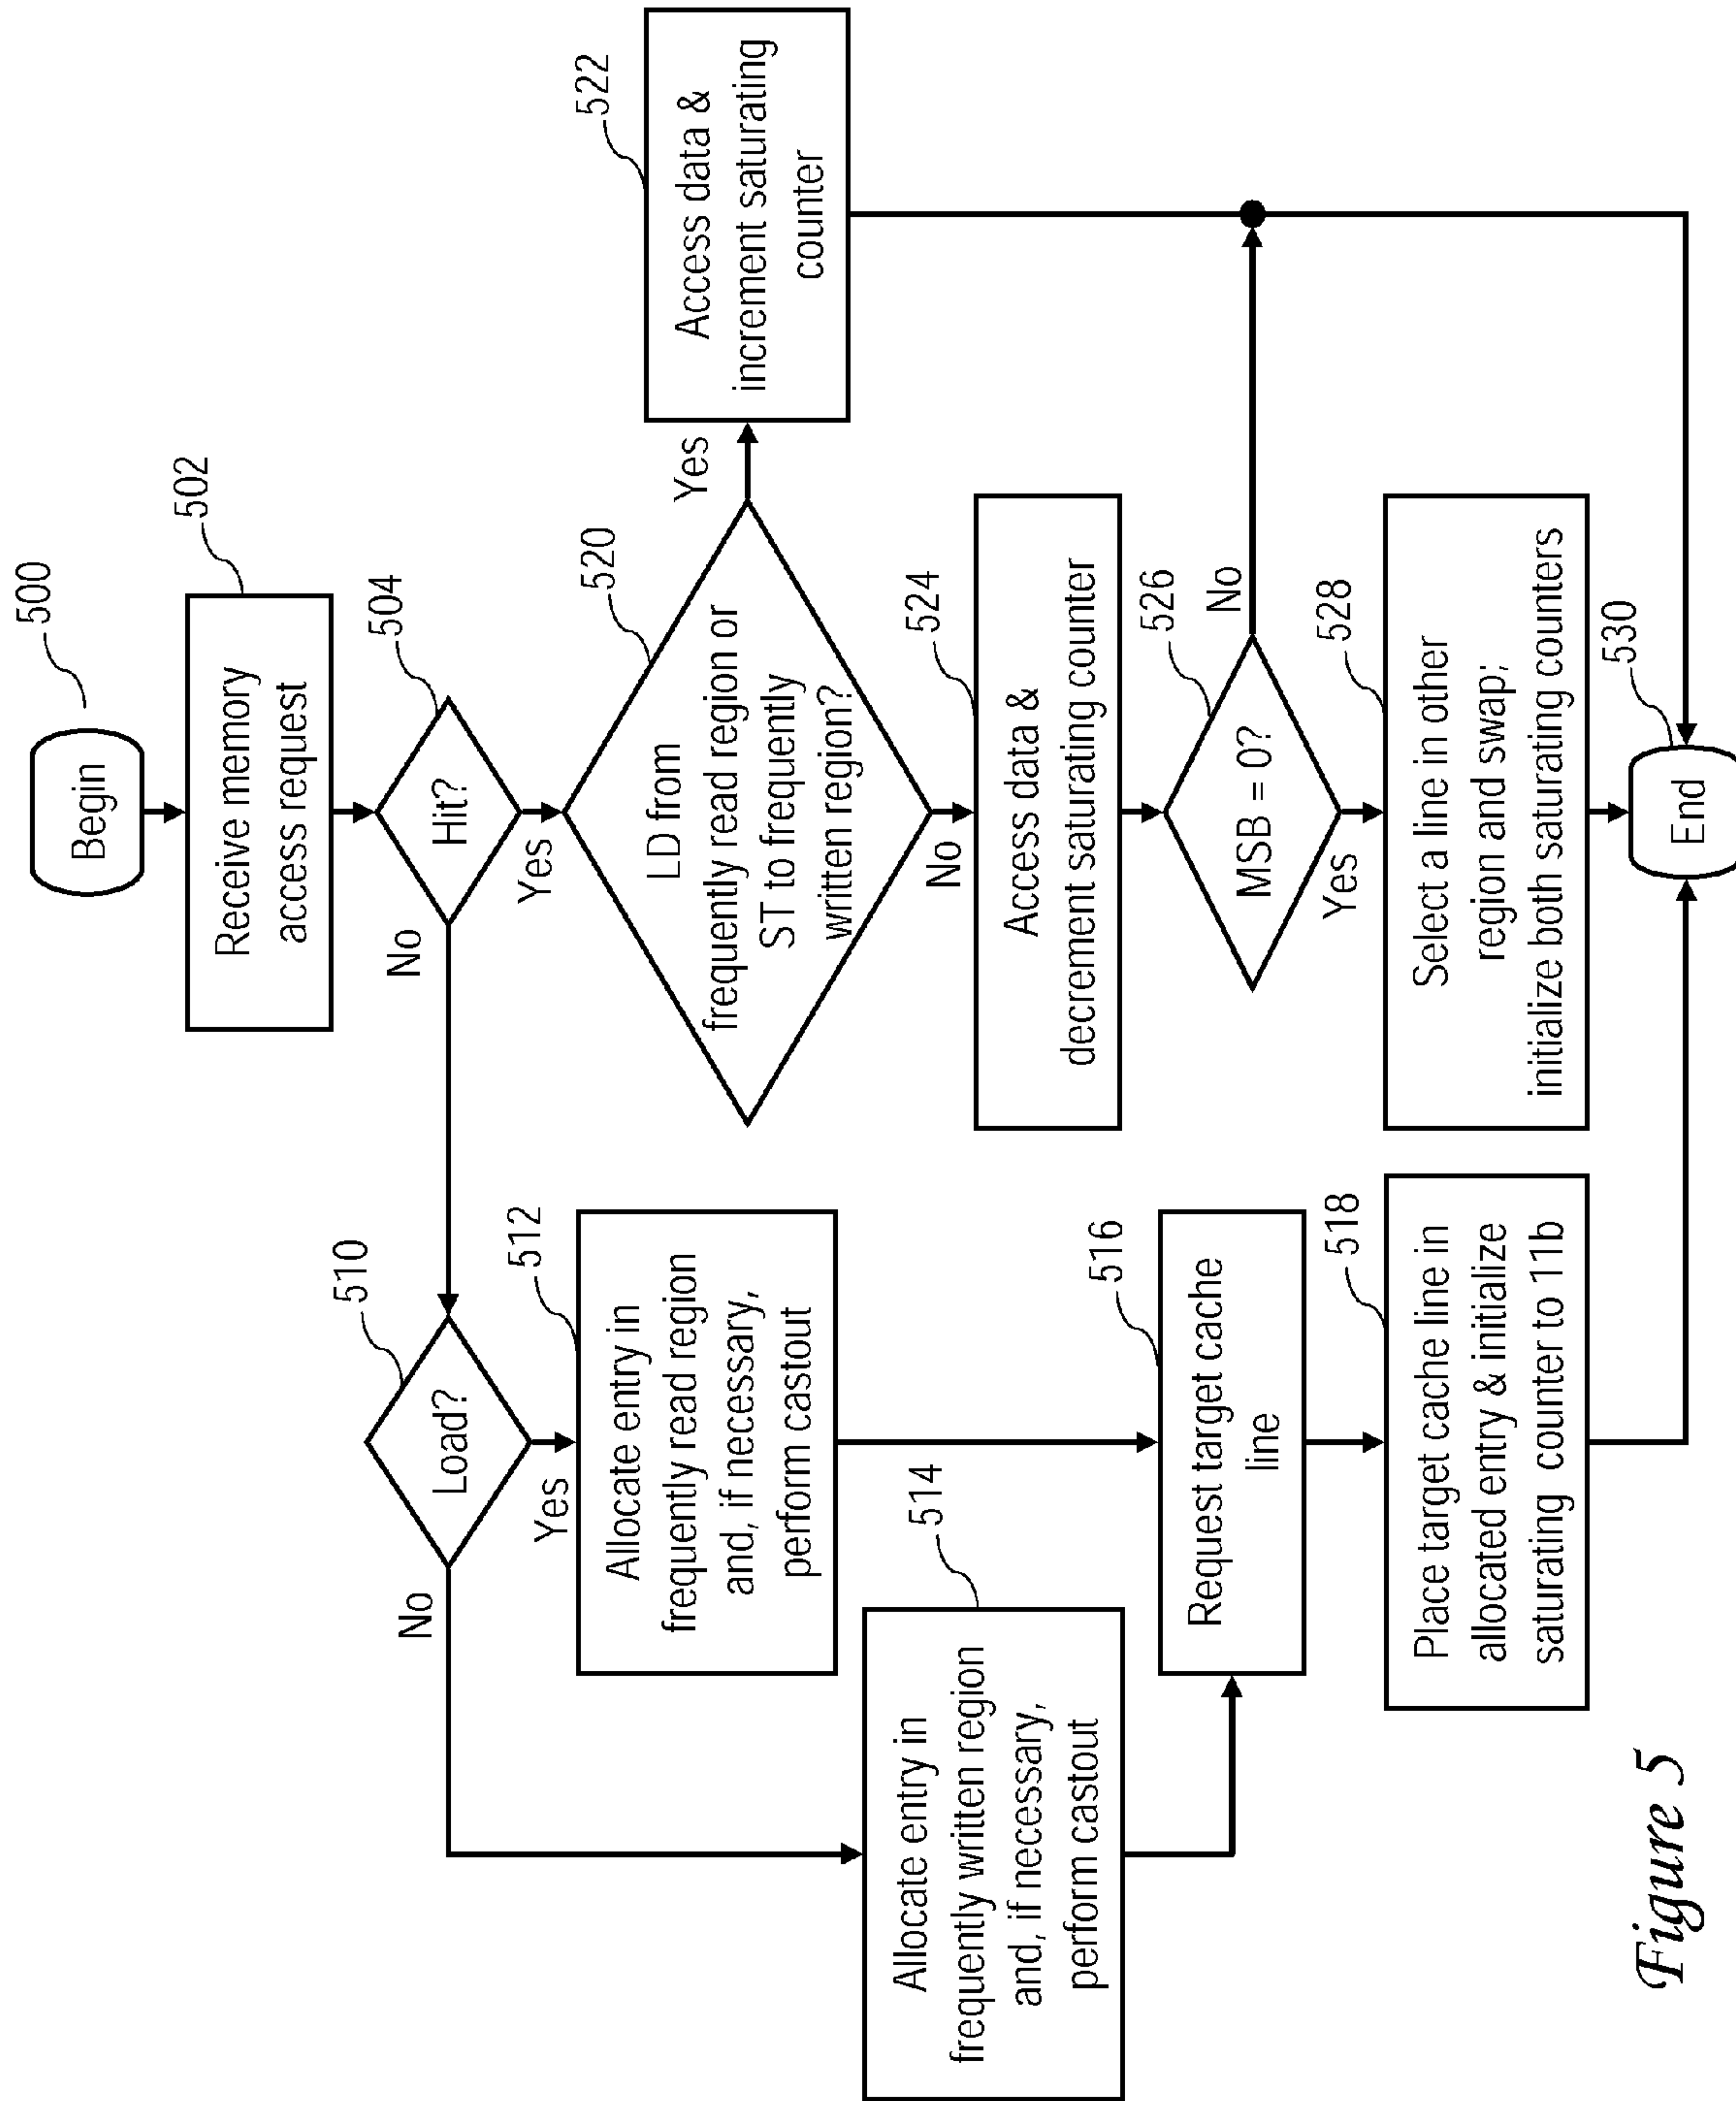 500
Begin
502
Receive memory
access request
504
Hit?
No
Yes
510
Load?
No
Yes
512
Allocate entry in
frequently read region
and, if necessary,
perform castout
514
Allocate entry in
frequently written region
and, if necessary,
perform castout
516
Request target cache
line
518
Place target cache line in
allocated entry & initialize
saturating counter to 11b
520
LD from
frequently read region or
ST to frequently
written region?
Yes
No
522
Access data &
increment saturating
counter
524
Access data &
decrement saturating counter
526
MSB = 0?
No
Yes
528
Select a line in other
region and swap;
initialize both saturating counters
530
End
Figure 5